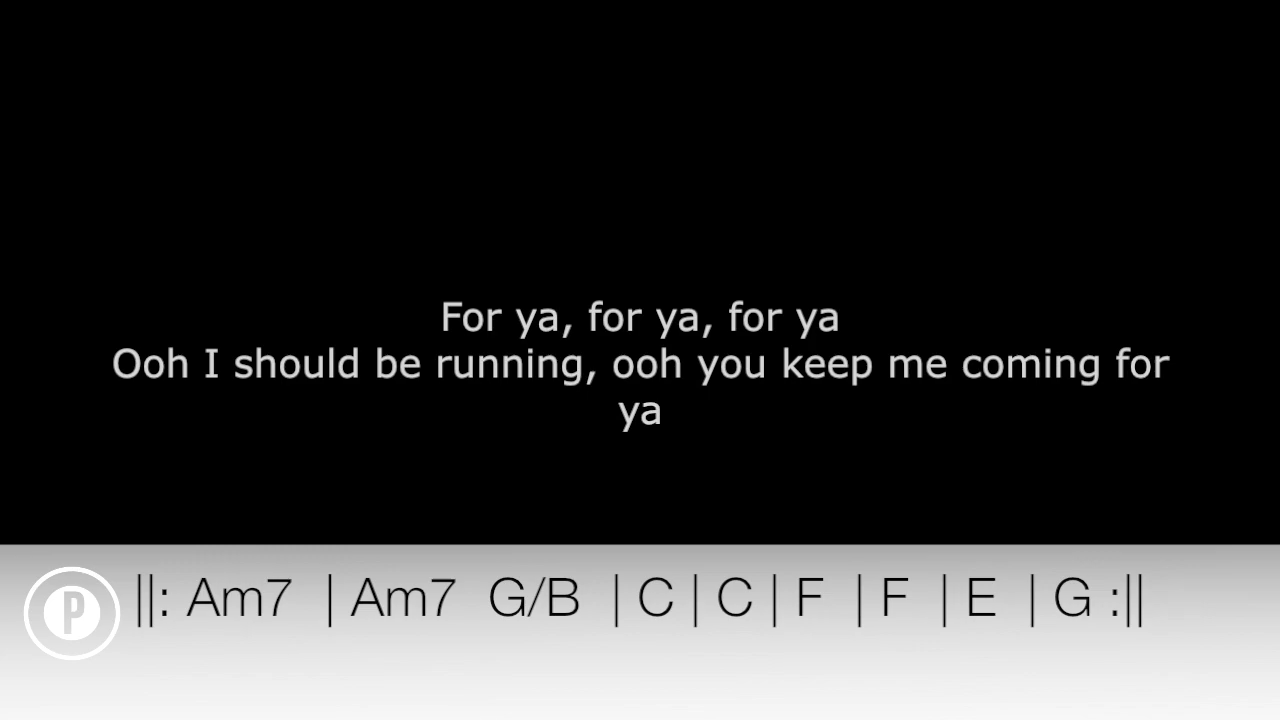 For ya, for ya, for ya
Ooh I should be running, ooh you keep me coming for
ya
P
||: Am7 | Am7 G/B | C | C | F | F | E | G :||